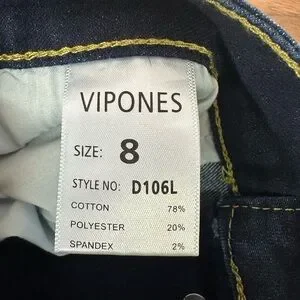 VIPONES
SIZE: 8
STYLE NO: D106L
COTTON 78%
POLYESTER 20%
SPANDEX 2%